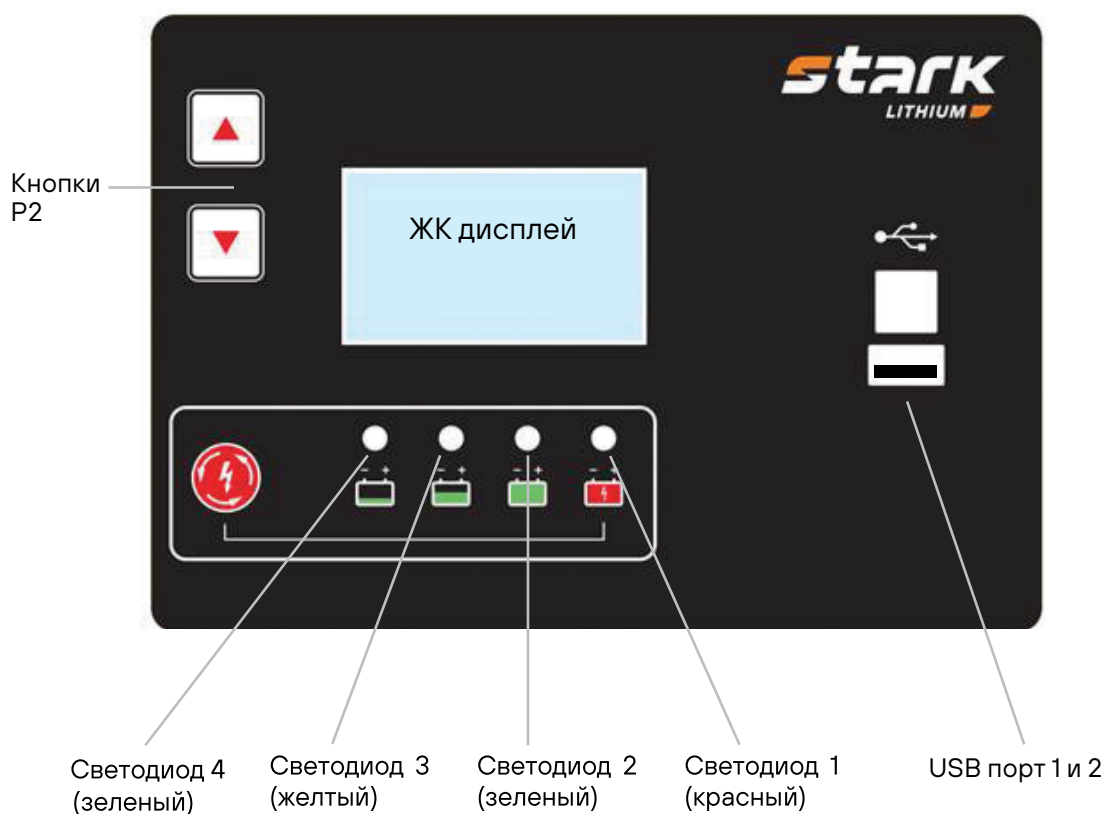 stark
LITHIUM
Кнопки
P2
ЖК дисплей
- +
- +
- +
- +
Светодиод 4
(зеленый)
Светодиод 3
(желтый)
Светодиод 2
(зеленый)
Светодиод 1
(красный)
USB порт 1 и 2